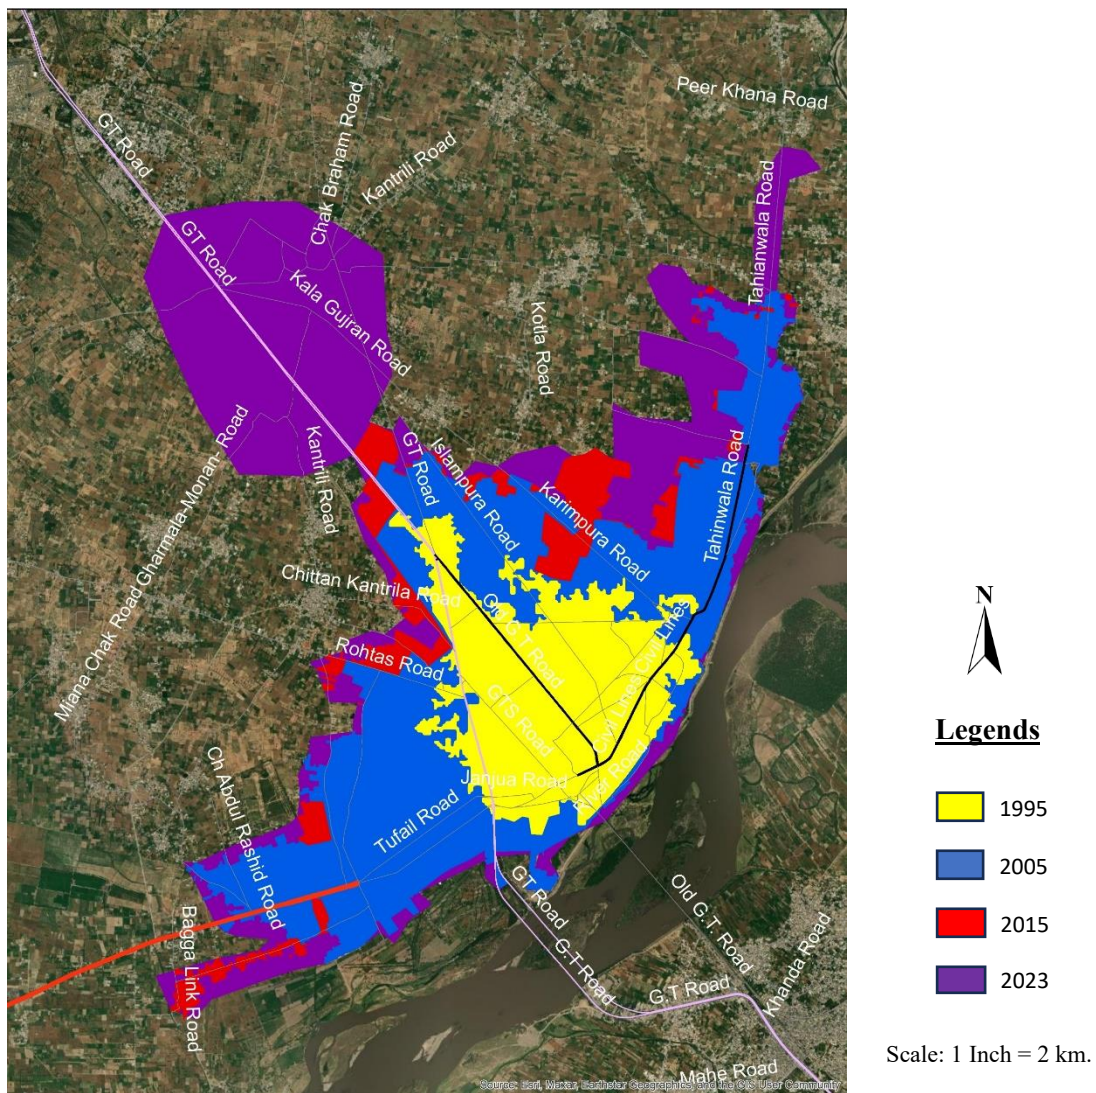 Peer Khana Road
GT Road
Chak Braham Road
Kantrili Road
Tahianwala Road
GT Road
Kala Gujran Road
Kotla Road
Miana Chak Road
Gharmala-Monan- Road
Kantrili Road
GT Road
Islampura Road
Karimpura Road
Tahinwala Road
Chittan Kantrila Road
Old G.T Road
Civil Lines
Civil Lines
Rohtas Road
GTS Road
Janjua Road
River Road
Tufail Road
Ch Abdul Rashid Road
Bagga Link Road
GT Road
G.T Road
Old G.T. Road
G.T Road
Khanda Road
Mahe Road
Source: Esri, Maxar, Earthstar Geographics, and the GIS User Community
N
Legends
1995
2005
2015
2023
Scale: 1 Inch = 2 km.